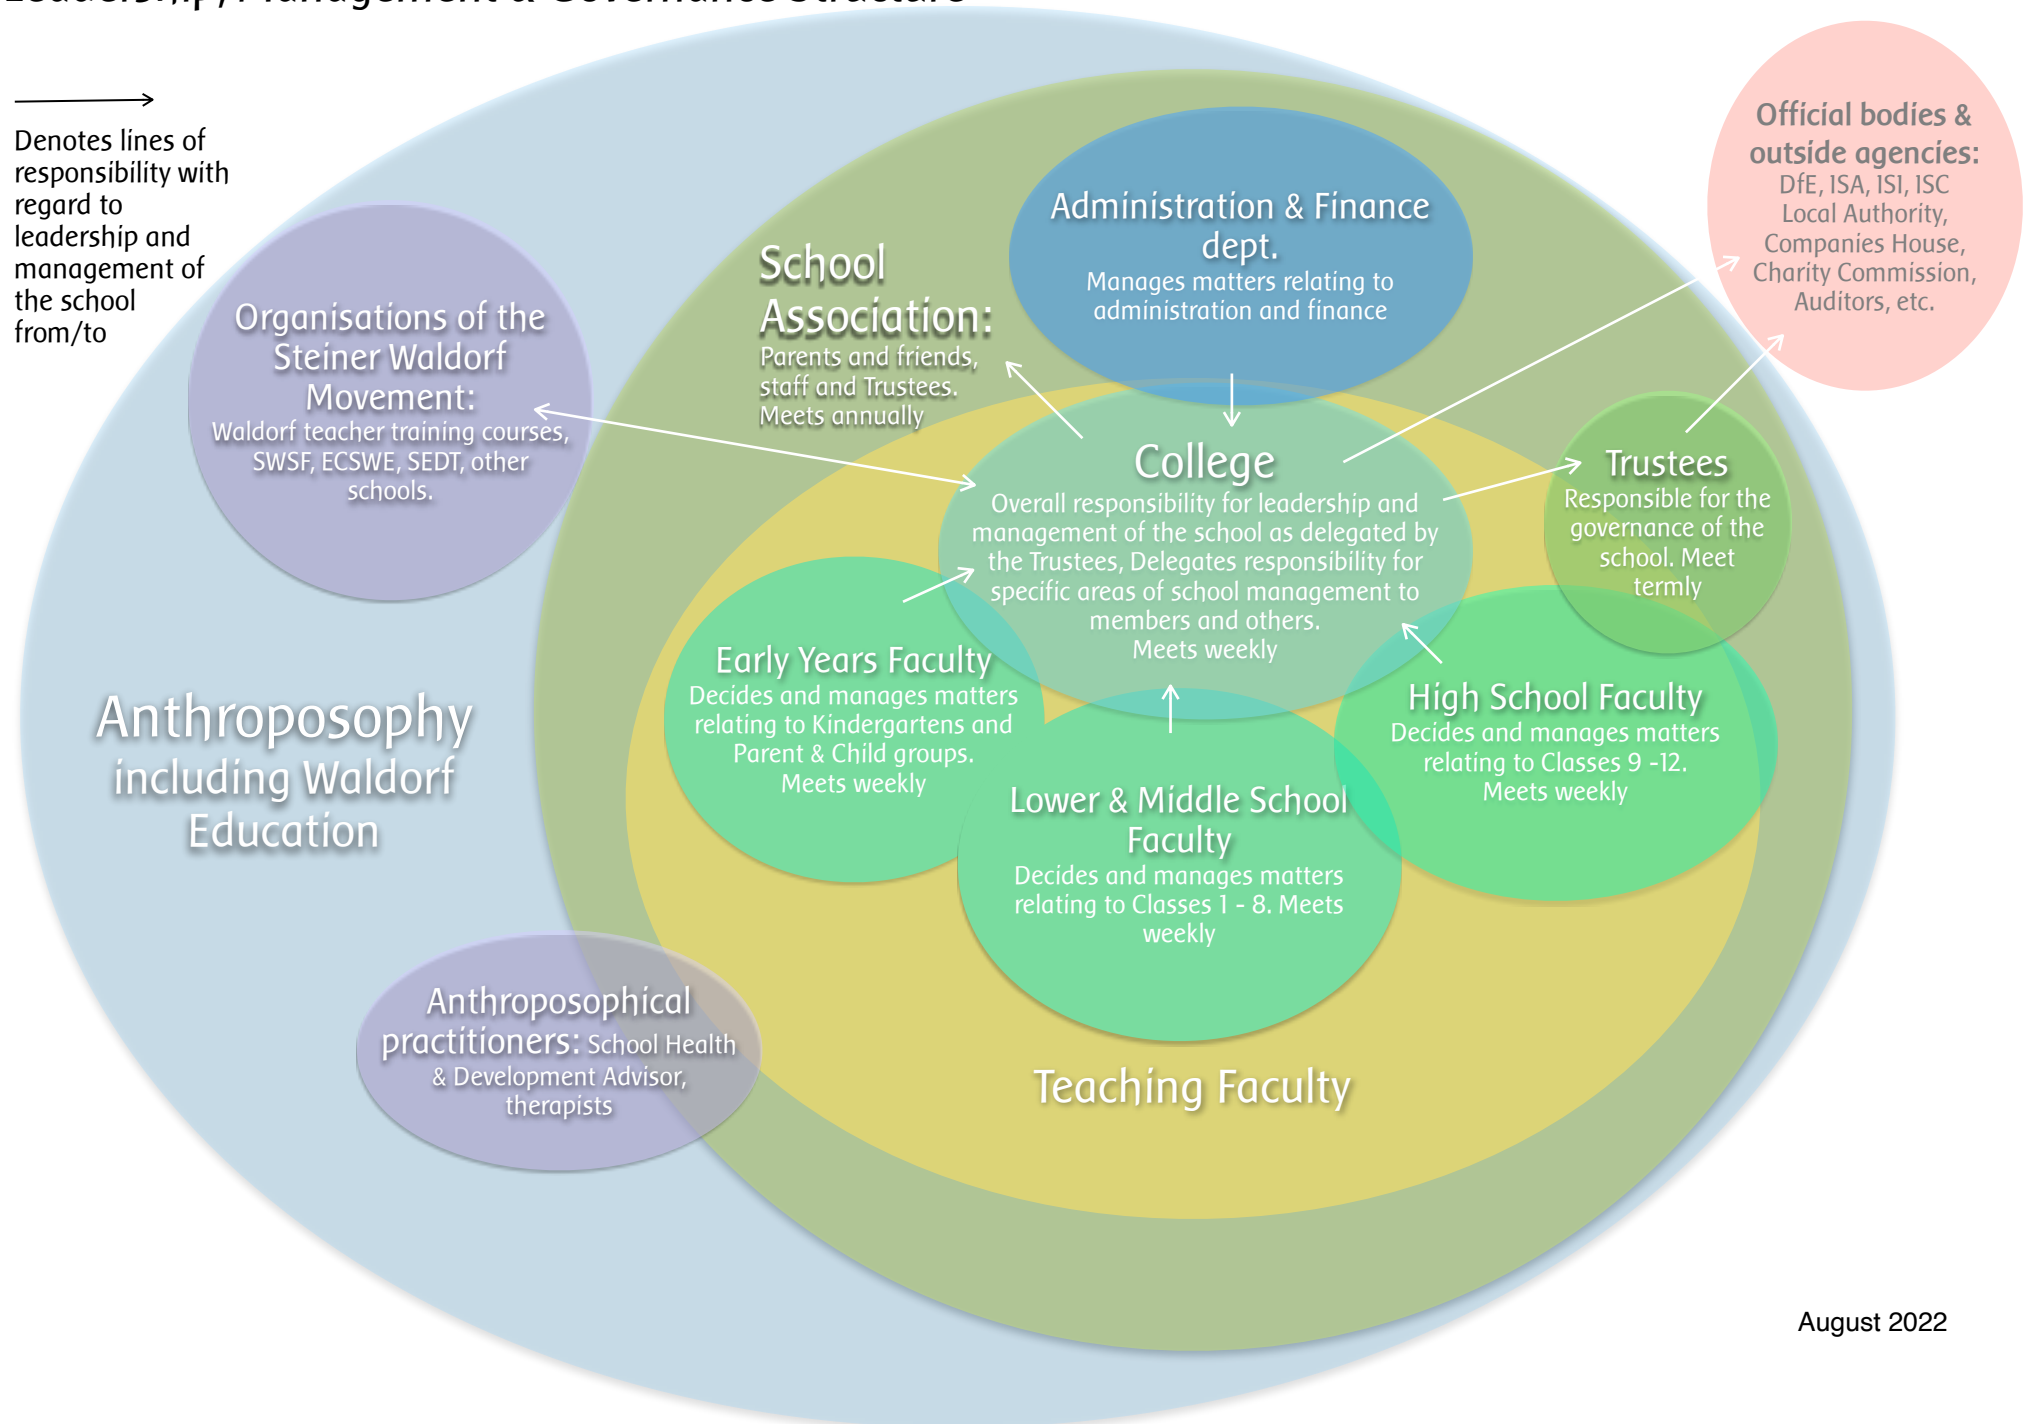 Leadership, Management & Governance Structure
Denotes lines of
responsibility with
regard to
leadership and
management of
the school
from/to
Official bodies &
outside agencies:
DfE, ISA, ISI, ISC
Local Authority,
Companies House,
Charity Commission,
Auditors, etc.
Administration & Finance
dept.
Manages matters relating to
administration and finance
School
Association:
Parents and friends,
staff and Trustees.
Meets annually
Organisations of the
Steiner Waldorf
Movement:
Waldorf teacher training courses,
SWSF, ECSWE, SEDT, other
schools.
College
Overall responsibility for leadership and
management of the school as delegated by
the Trustees, Delegates responsibility for
specific areas of school management to
members and others.
Meets weekly
Trustees
Responsible for the
governance of the
school. Meet
termly
Early Years Faculty
Decides and manages matters
relating to Kindergartens and
Parent & Child groups.
Meets weekly
High School Faculty
Decides and manages matters
relating to Classes 9 -12.
Meets weekly
Anthroposophy
including Waldorf
Education
Lower & Middle School
Faculty
Decides and manages matters
relating to Classes 1 - 8. Meets
weekly
Anthroposophical
practitioners: School Health
& Development Advisor,
therapists
Teaching Faculty
August 2022